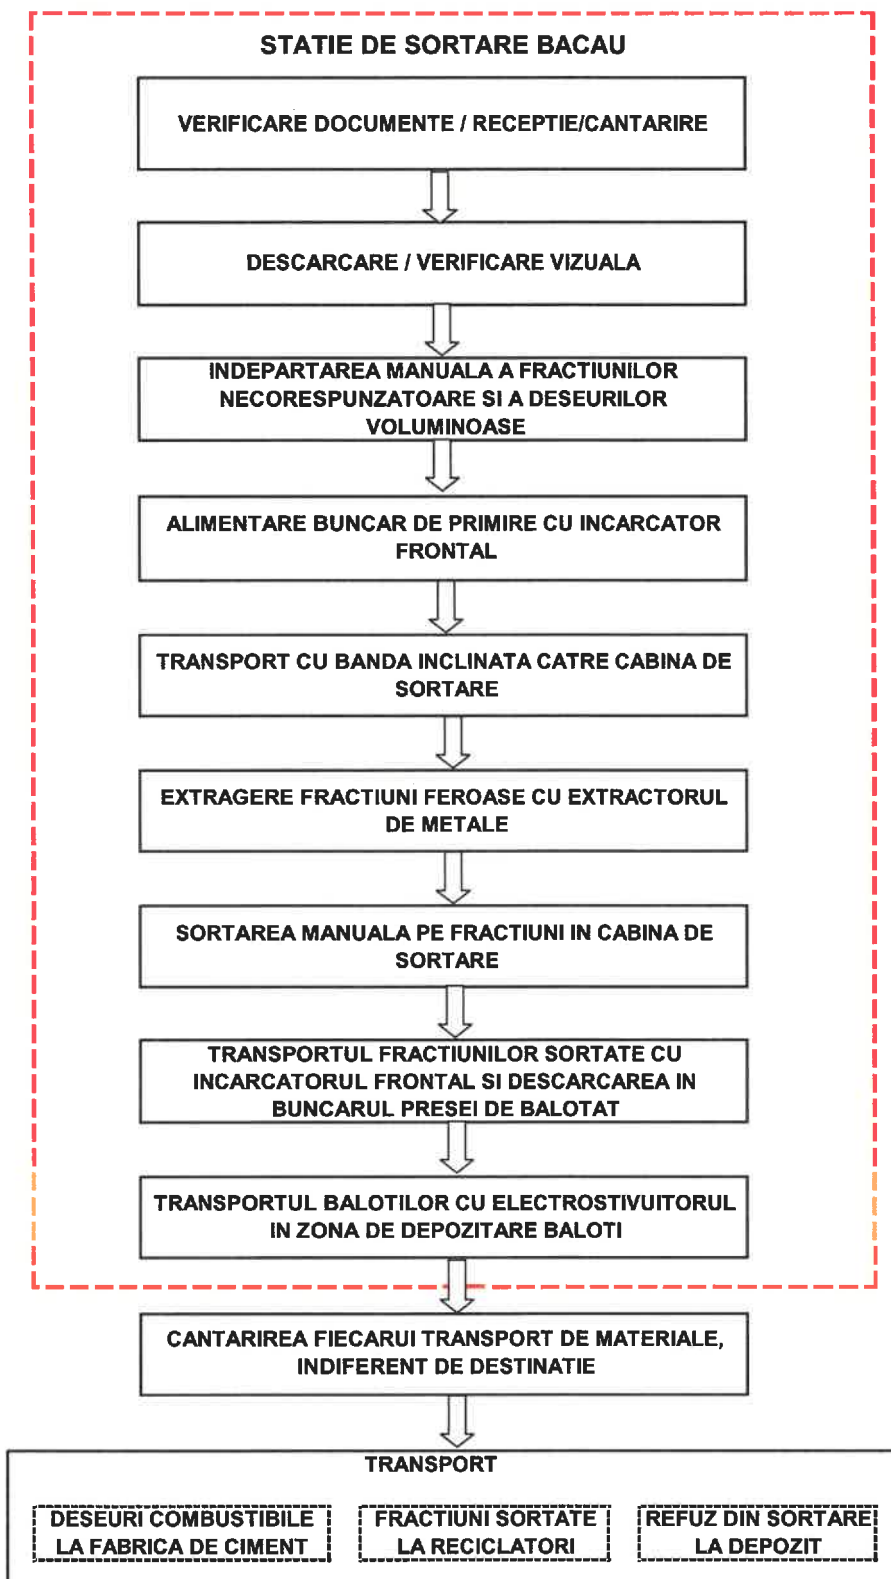 STATIE DE SORTARE BACAU
VERIFICARE DOCUMENTE / RECEPTIE/CANTARIRE
DESCARCARE / VERIFICARE VIZUALA
INDEPARTAREA MANUALA A FRACTIUNILOR
NECORESPUNZATOARE SI A DESEURILOR
VOLUMINOASE
ALIMENTARE BUNCAR DE PRIMIRE CU INCARCATOR
FRONTAL
TRANSPORT CU BANDA INCLINATA CATRE CABINA DE
SORTARE
EXTRAGERE FRACTIUNI FEROASE CU EXTRACTORUL
DE METALE
SORTAREA MANUALA PE FRACTIUNI IN CABINA DE
SORTARE
TRANSPORTUL FRACTIUNILOR SORTATE CU
INCARCATORUL FRONTAL SI DESCARCAREA IN
BUNCARUL PRESEI DE BALOTAT
TRANSPORTUL BALOTILOR CU ELECTROSTIVUITORUL
IN ZONA DE DEPOZITARE BALOTI
CANTARIREA FIECARUI TRANSPORT DE MATERIALE,
INDIFERENT DE DESTINATIE
TRANSPORT
DESEURI COMBUSTIBILE
LA FABRICA DE CIMENT
FRACTIUNI SORTATE
LA RECICLATORI
REFUZ DIN SORTARE
LA DEPOZIT